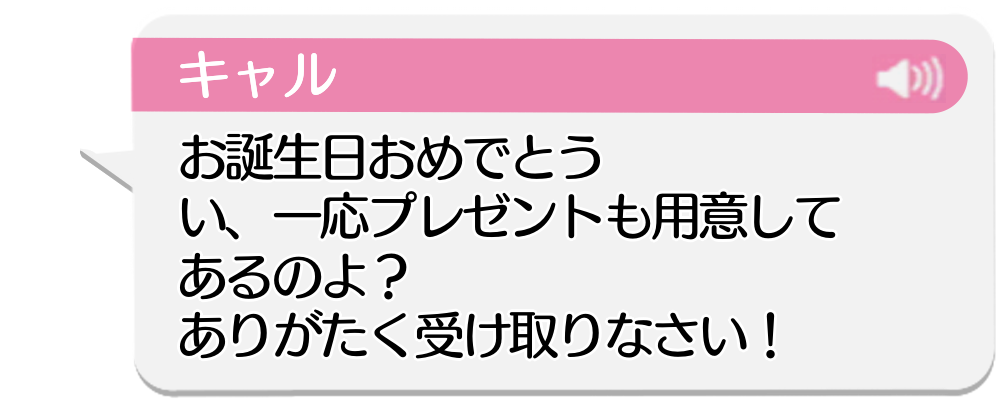 キャル
お誕生日おめでとう
い、一応プレゼントも用意して
あるのよ？
ありがたく受け取りなさい！